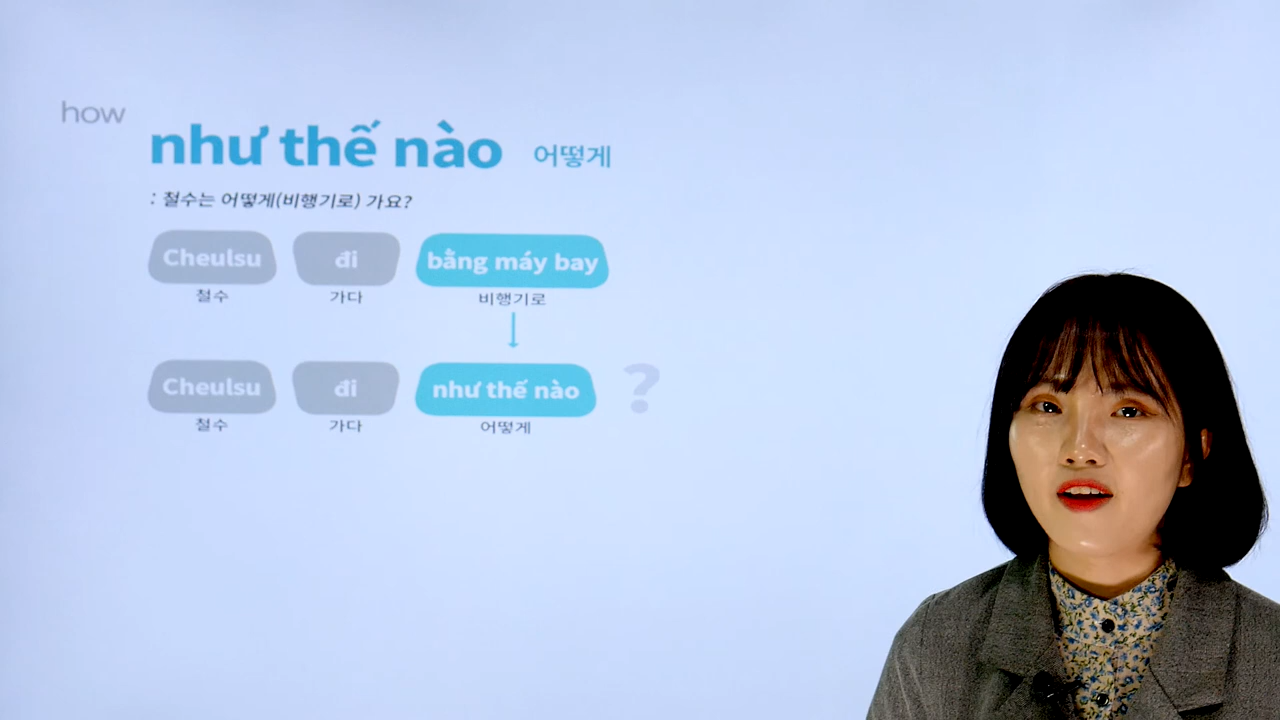 how
như thế nào 어떻게
: 철수는 어떻게(비행기로) 가요?
Cheulsu đi bằng máy bay
철수 가다 비행기로
Cheulsu đi như thế nào ?
철수 가다 어떻게